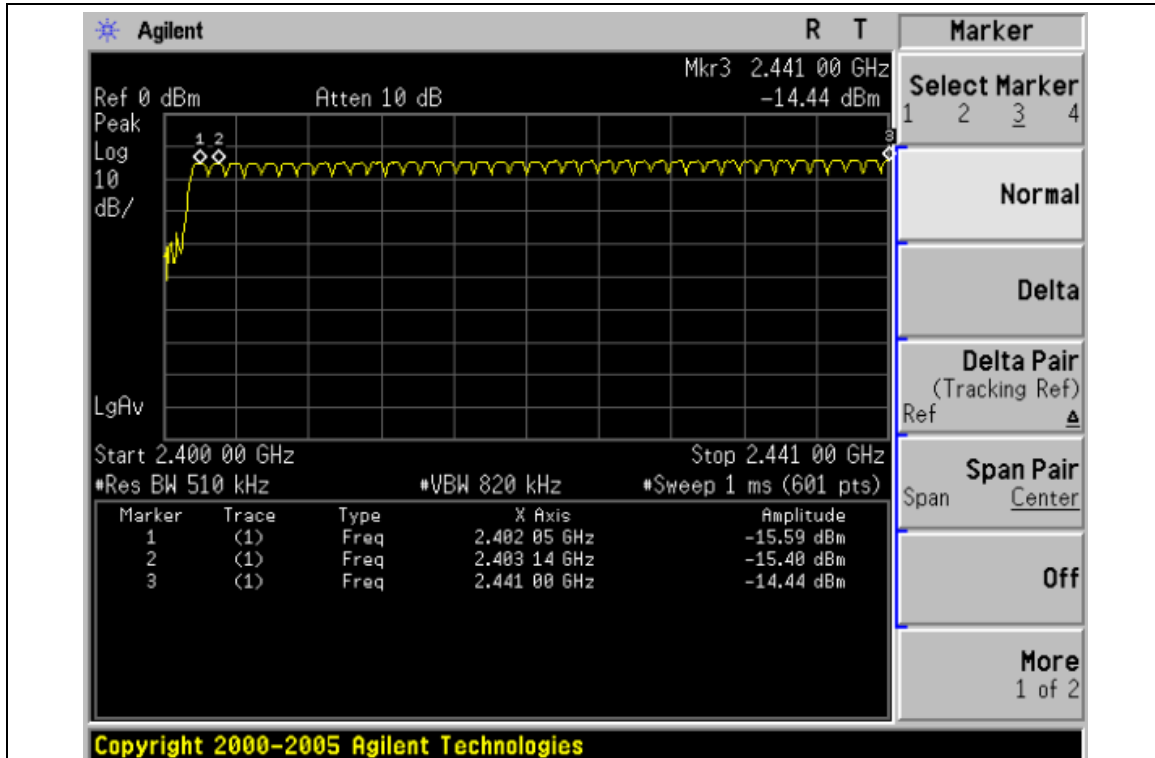 Agilent R T
Mkr3 2.441 00 GHz
Ref 0 dBm Atten 10 dB -14.44 dBm
Peak
Log
10
dB/
1 2
3
LgAv
Start 2.400 00 GHz Stop 2.441 00 GHz
#Res BW 510 kHz #VBW 820 kHz #Sweep 1 ms (601 pts)
Marker Trace Type X Axis Amplitude
1 (1) Freq 2.402 05 GHz -15.59 dBm
2 (1) Freq 2.403 14 GHz -15.40 dBm
3 (1) Freq 2.441 00 GHz -14.44 dBm
Marker
Select Marker
1 2 3 4
Normal
Delta
Delta Pair
(Tracking Ref)
Ref Δ
Span Pair
Span Center
Off
More
1 of 2
Copyright 2000-2005 Agilent Technologies